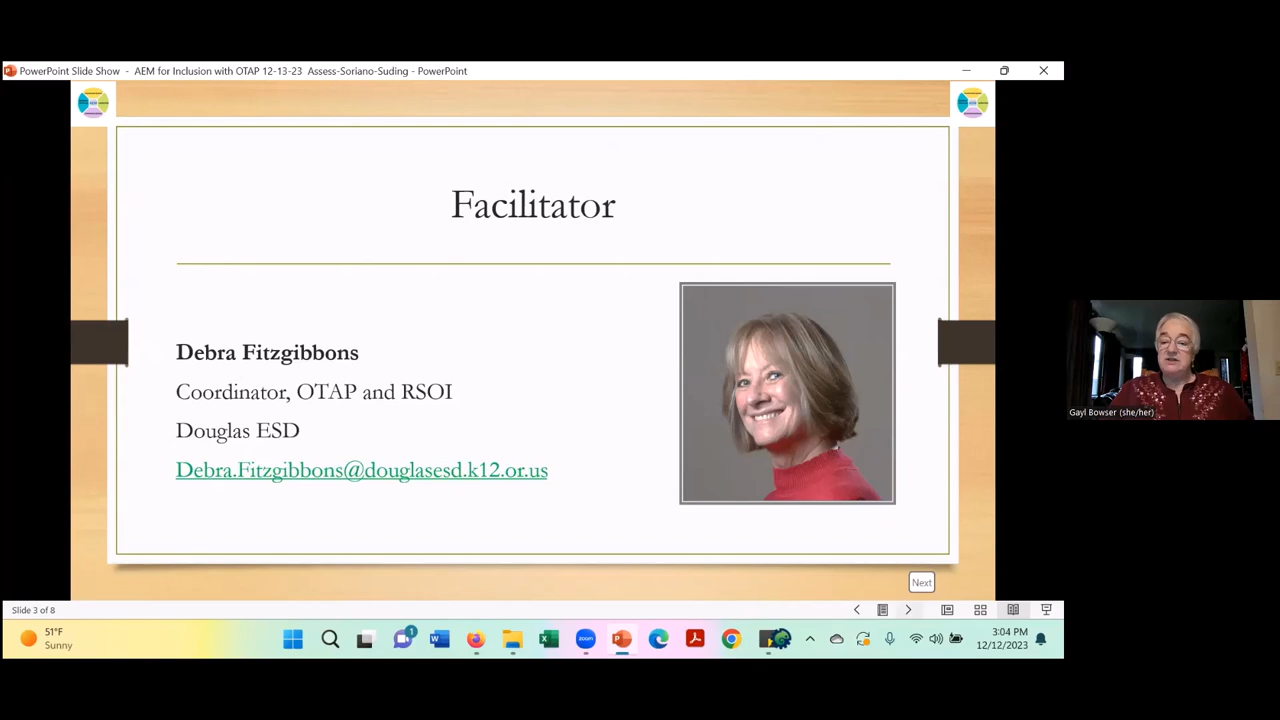 PowerPoint Slide Show - AEM for Inclusion with OTAP 12-13-23 Assess-Soriano-Suding - PowerPoint
Facilitator
Debra Fitzgibbons
Coordinator, OTAP and RSOI
Douglas ESD
Debra.Fitzgibbons@douglasesd.k12.or.us
Gayl Bowser (she/her)
Next
Slide 3 of 8
51°F
Sunny
1
zoom
3:04 PM
12/12/2023